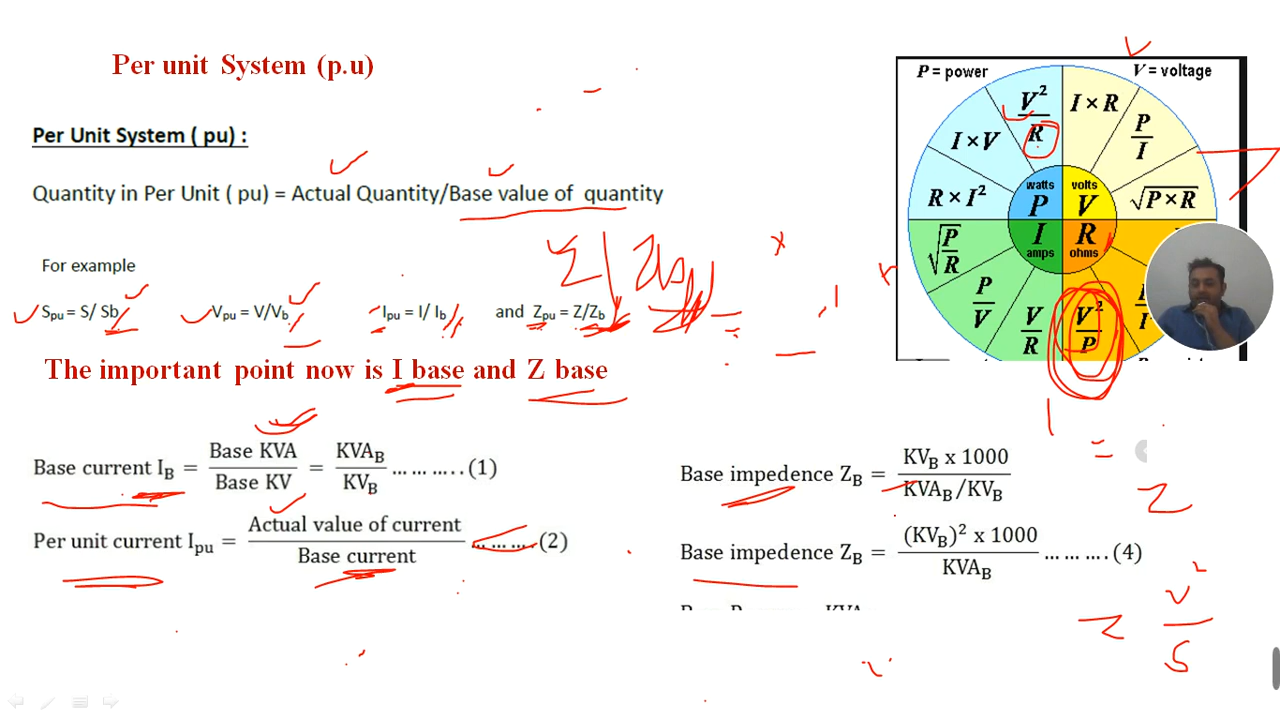 Per unit System (p.u)
Per Unit System ( pu) :
Quantity in Per Unit ( pu) = Actual Quantity/Base value of quantity
For example
Spu = S/ Sb
Vpu = V/Vb
Ipu = I/ Ib
and Zpu = Z/Zb
The important point now is I base and Z base
Base current IB = Base KVA / Base KV = KVAB / KVB ... ... ... . . (1)
Per unit current Ipu = Actual value of current / Base current ... ... ... . (2)
P = power
V = voltage
V² / R
I × R
P / I
I × V
R × I²
√P × R
watts
P
volts
V
I
amps
R
ohms
√P / R
P / V
V / R
V² / P
Base impedence ZB = KVB x 1000 / KVAB/KVB
Base impedence ZB = (KVB)² x 1000 / KVAB ... ... ... . (4)
Z
V² / S